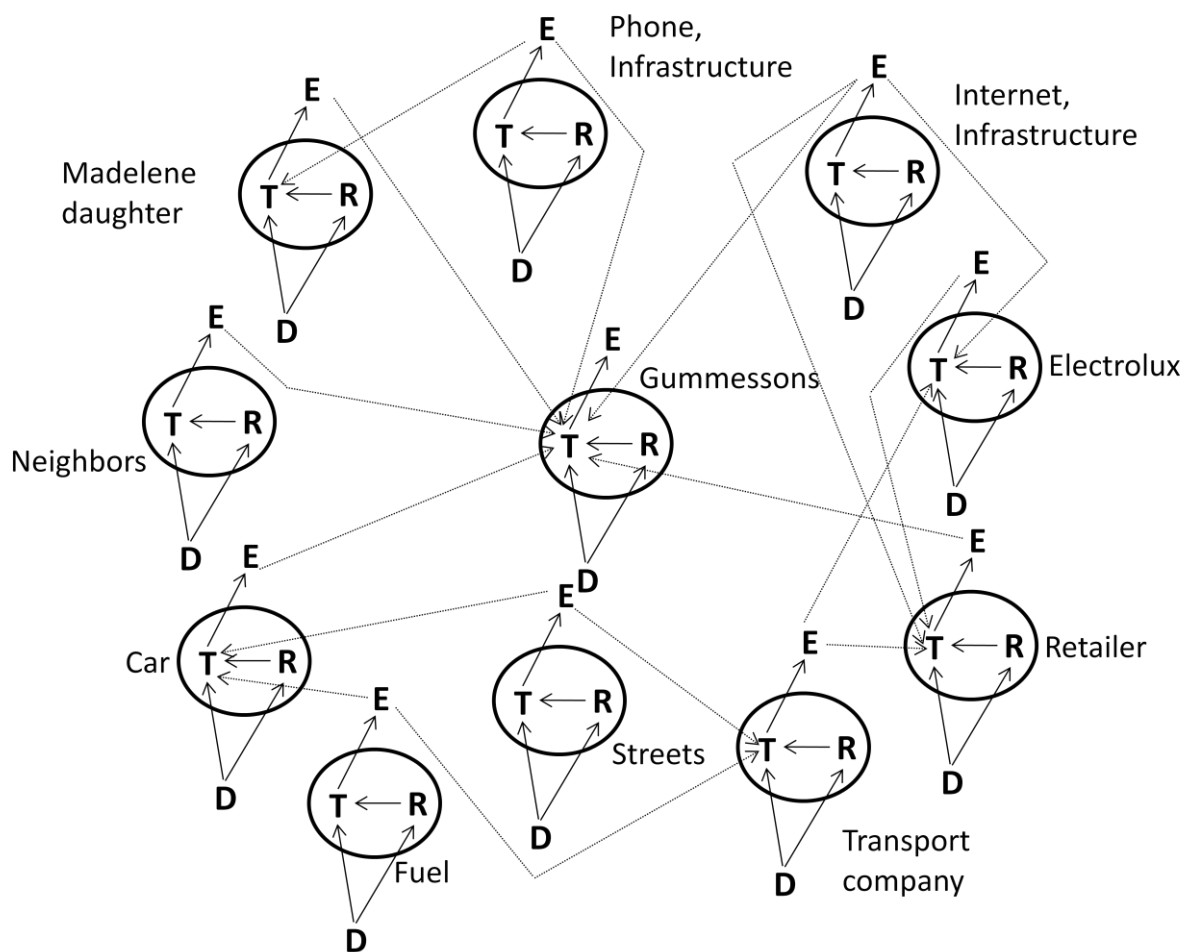 E
Phone,
Infrastructure
T
R
D
E
Internet,
Infrastructure
T
R
D
E
Madelene
daughter
T
R
D
E
Electrolux
T
R
D
E
Neighbors
T
R
D
E
Gummessons
T
R
D
E
Retailer
T
R
D
E
Car
T
R
D
E
Streets
T
R
D
E
Transport
company
T
R
D
E
Fuel
T
R
D